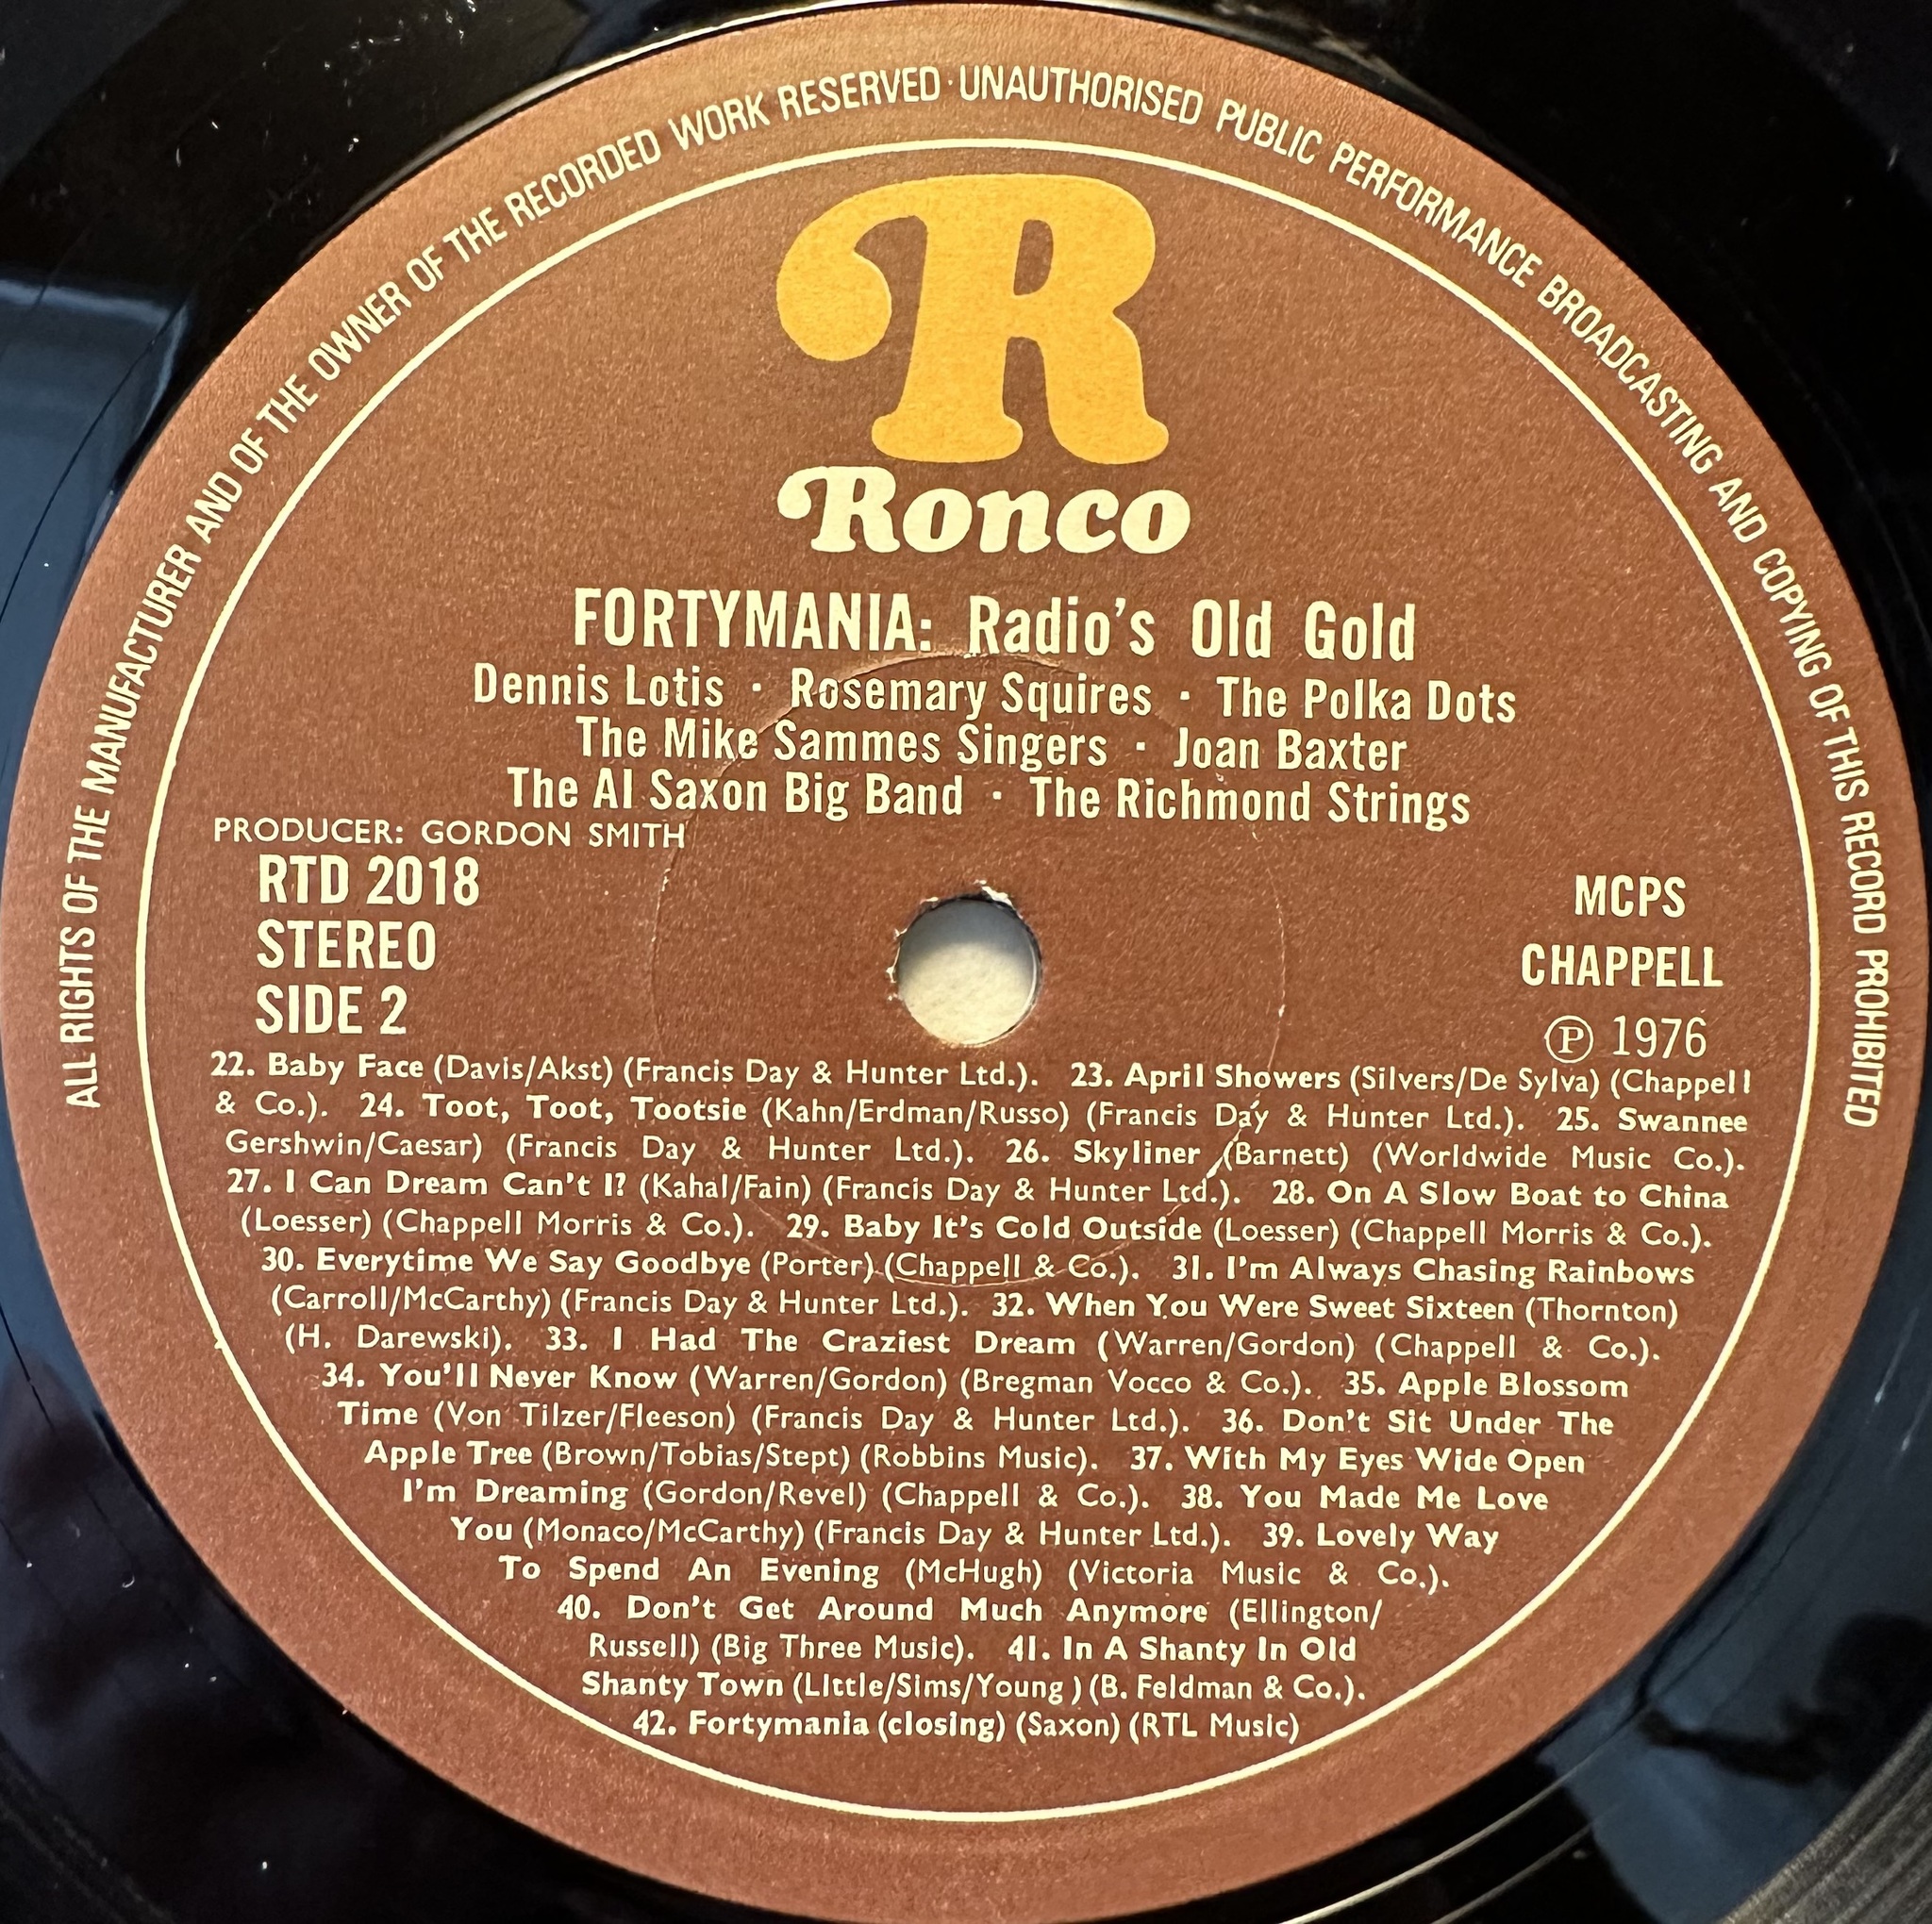 ALL RIGHTS OF THE MANUFACTURER AND OF THE OWNER OF THE RECORDED WORK RESERVED · UNAUTHORISED PUBLIC PERFORMANCE BROADCASTING AND COPYING OF THIS RECORD PROHIBITED
R
Ronco
FORTYMANIA: Radio's Old Gold
Dennis Lotis · Rosemary Squires · The Polka Dots
The Mike Sammes Singers · Joan Baxter
The Al Saxon Big Band · The Richmond Strings
PRODUCER: GORDON SMITH
RTD 2018
STEREO
SIDE 2
MCPS
CHAPPELL
Ⓟ 1976
22. Baby Face (Davis/Akst) (Francis Day & Hunter Ltd.). 23. April Showers (Silvers/De Sylva) (Chappell
& Co.). 24. Toot, Toot, Tootsie (Kahn/Erdman/Russo) (Francis Day & Hunter Ltd.). 25. Swannee
Gershwin/Caesar) (Francis Day & Hunter Ltd.). 26. Skyliner (Barnett) (Worldwide Music Co.).
27. I Can Dream Can't I? (Kahal/Fain) (Francis Day & Hunter Ltd.). 28. On A Slow Boat to China
(Loesser) (Chappell Morris & Co.). 29. Baby It's Cold Outside (Loesser) (Chappell Morris & Co.).
30. Everytime We Say Goodbye (Porter) (Chappell & Co.). 31. I'm Always Chasing Rainbows
(Carroll/McCarthy) (Francis Day & Hunter Ltd.). 32. When You Were Sweet Sixteen (Thornton)
(H. Darewski). 33. I Had The Craziest Dream (Warren/Gordon) (Chappell & Co.).
34. You'll Never Know (Warren/Gordon) (Bregman Vocco & Co.). 35. Apple Blossom
Time (Von Tilzer/Fleeson) (Francis Day & Hunter Ltd.). 36. Don't Sit Under The
Apple Tree (Brown/Tobias/Stept) (Robbins Music). 37. With My Eyes Wide Open
I'm Dreaming (Gordon/Revel) (Chappell & Co.). 38. You Made Me Love
You (Monaco/McCarthy) (Francis Day & Hunter Ltd.). 39. Lovely Way
To Spend An Evening (McHugh) (Victoria Music & Co.).
40. Don't Get Around Much Anymore (Ellington/
Russell) (Big Three Music). 41. In A Shanty In Old
Shanty Town (Little/Sims/Young ) (B. Feldman & Co.).
42. Fortymania (closing) (Saxon) (RTL Music)